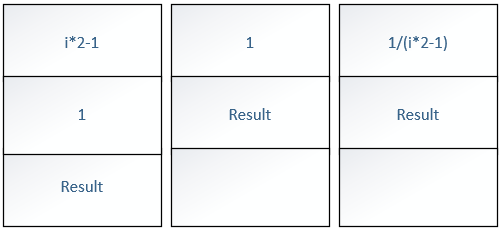 i*2-1
1
Result
1
Result
1/(i*2-1)
Result